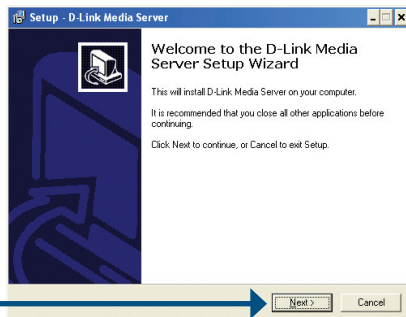 Setup - D-Link Media Server
Welcome to the D-Link Media
Server Setup Wizard
This will install D-Link Media Server on your computer.
It is recommended that you close all other applications before
continuing.
Click Next to continue, or Cancel to exit Setup.
Next >
Cancel